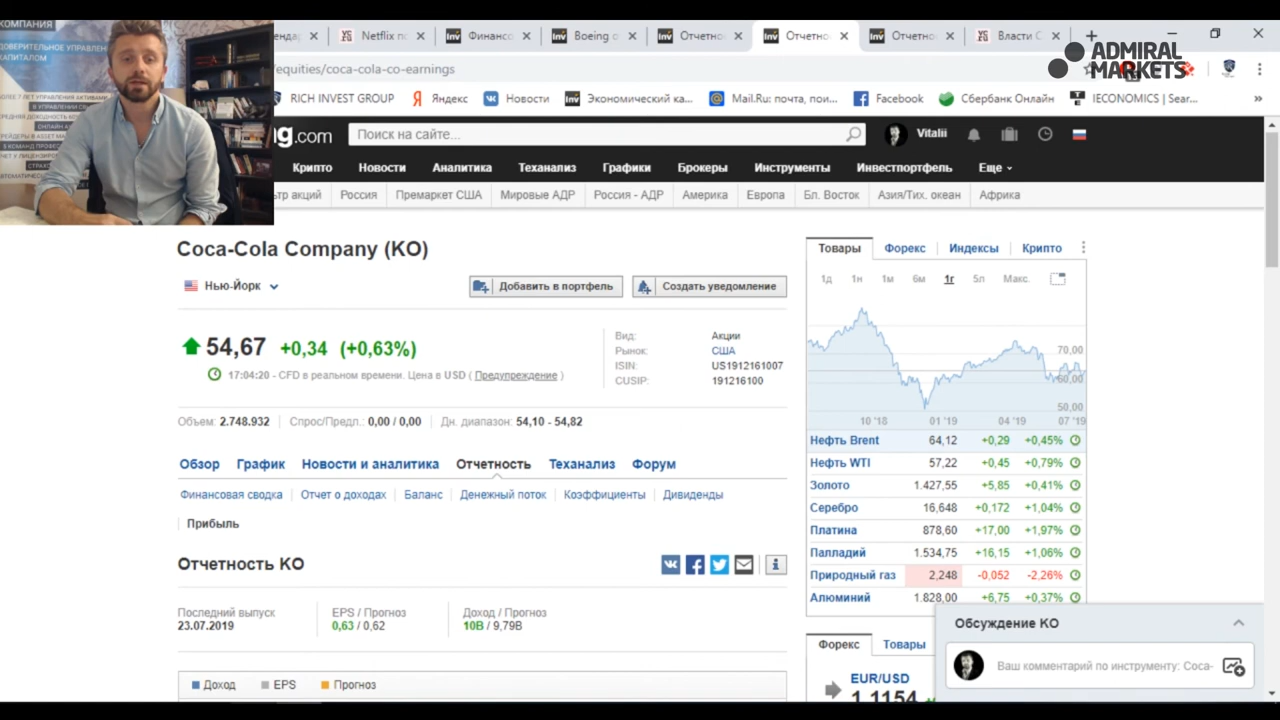 КОМПАНИЯ
ДОВЕРИТЕЛЬНОЕ УПРАВЛЕН
КАПИТАЛОМ
Netflix по
Финансо
Boeing о
Отчетно
Отчетно
Отчетно
Власти С
ADMIRAL
MARKETS
/equities/coca-cola-co-earnings
RICH INVEST GROUP Яндекс Новости Экономический ка... Mail.Ru: почта, пои... Facebook Сбербанк Онлайн IECONOMICS | Sear...
.com Поиск на сайте... Vitalii
Крипто Новости Аналитика Теханализ Графики Брокеры Инструменты Инвестпортфель Еще
тр акций Россия Премаркет США Мировые АДР Россия - АДР Америка Европа Бл. Восток Азия/Тих. океан Африка
Coca-Cola Company (KO)
Нью-Йорк Добавить в портфель Создать уведомление
54,67 +0,34 (+0,63%)
17:04:20 - CFD в реальном времени. Цена в USD ( Предупреждение )
Вид: Акции
Рынок: США
ISIN: US1912161007
CUSIP: 191216100
Объем: 2.748.932 Спрос/Предл.: 0,00 / 0,00 Дн. диапазон: 54,10 - 54,82
Обзор График Новости и аналитика Отчетность Теханализ Форум
Финансовая сводка Отчет о доходах Баланс Денежный поток Коэффициенты Дивиденды
Прибыль
Отчетность KO
Последний выпуск EPS / Прогноз Доход / Прогноз
23.07.2019 0,63 / 0,62 10B / 9,79B
Доход EPS Прогноз
Товары Форекс Индексы Крипто
1д 1н 1м 6м 1г 5л Макс.
70,00
60,00
50,00
10 '18 01 '19 04 '19 07 '19
Нефть Brent 64,12 +0,29 +0,45%
Нефть WTI 57,22 +0,45 +0,79%
Золото 1.427,55 +5,85 +0,41%
Серебро 16,648 +0,172 +1,04%
Платина 878,60 +17,00 +1,97%
Палладий 1.534,75 +16,15 +1,06%
Природный газ 2,248 -0,052 -2,26%
Алюминий 1.828,00 +6,75 +0,37%
Форекс Товары
EUR/USD
1,1154
Обсуждение KO
Ваш комментарий по инструменту: Coca-